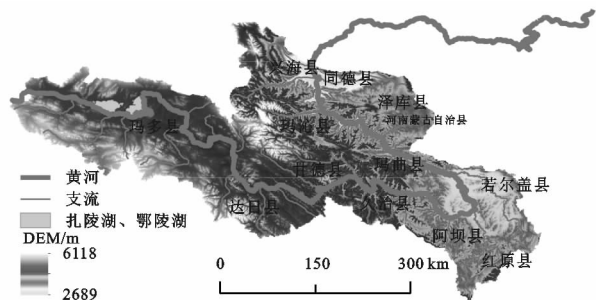 兴海县
同德县
泽库县
河南蒙古自治县
玛沁县
玛多县
甘德县
玛曲县
若尔盖县
达日县
久治县
阿坝县
红原县
黄河
支流
扎陵湖、鄂陵湖
DEM/m
6118
2689
0 150 300 km